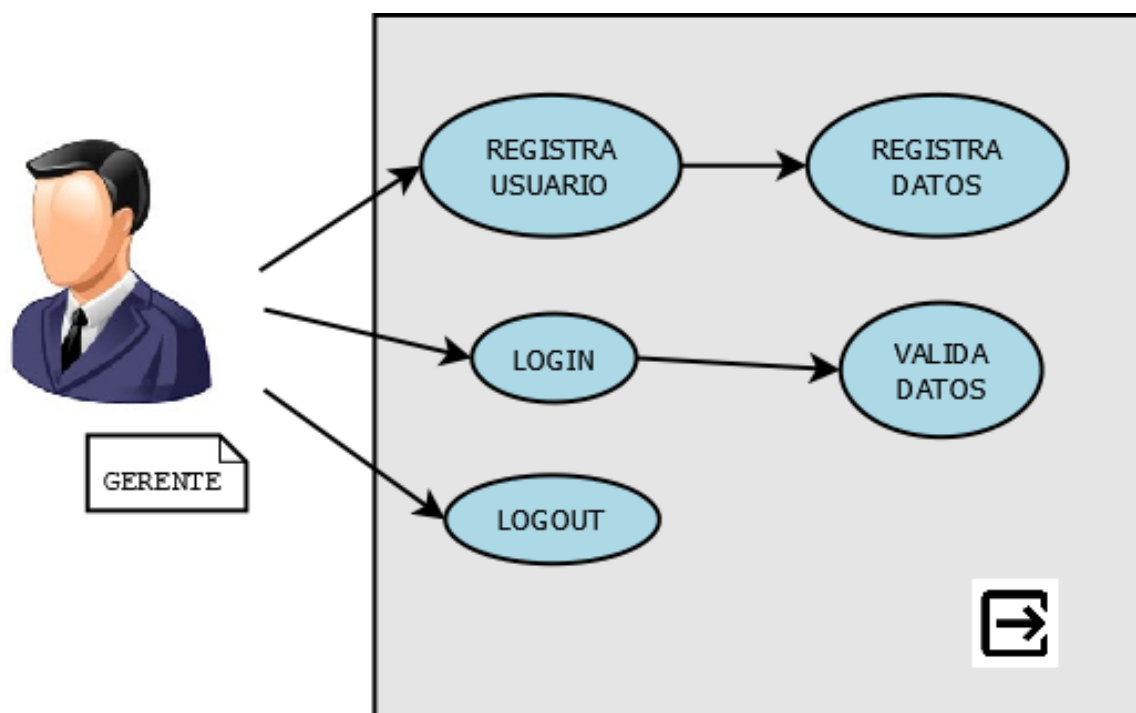 REGISTRA
USUARIO
REGISTRA
DATOS
LOGIN
VALIDA
DATOS
GERENTE
LOGOUT